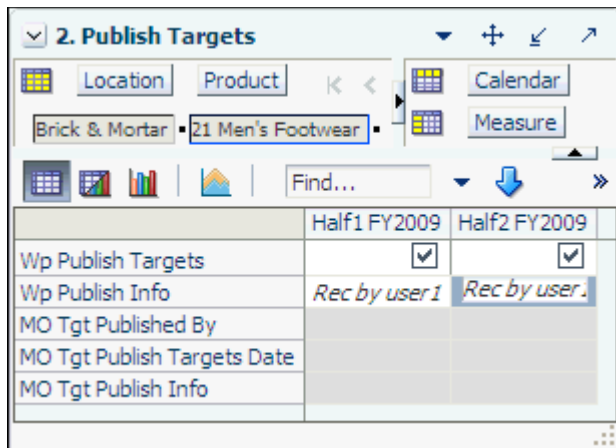 2. Publish Targets
Location Product Calendar
Brick & Mortar 21 Men's Footwear Measure
Find...
Half1 FY2009 Half2 FY2009
Wp Publish Targets
Wp Publish Info Rec by user1 Rec by user1
MO Tgt Published By
MO Tgt Publish Targets Date
MO Tgt Publish Info